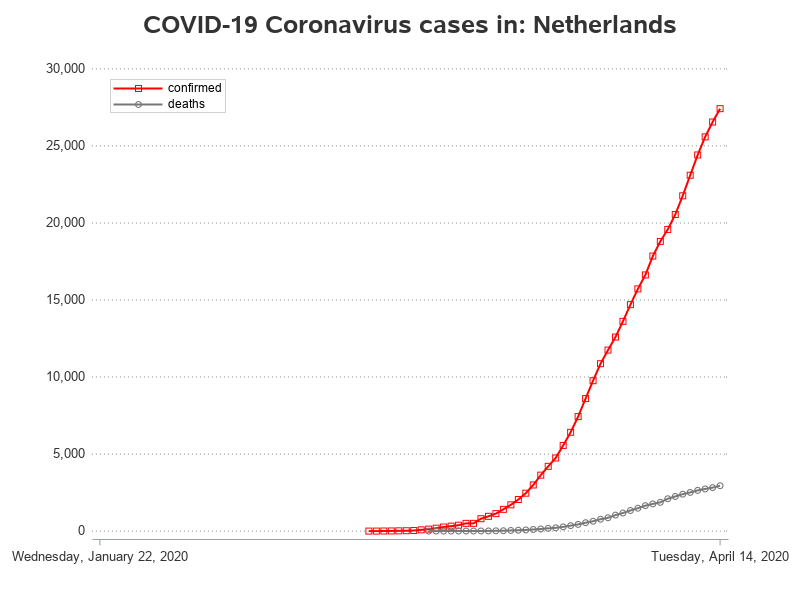 COVID-19 Coronavirus cases in: Netherlands
30,000
confirmed
deaths
25,000
20,000
15,000
10,000
5,000
0
Wednesday, January 22, 2020
Tuesday, April 14, 2020